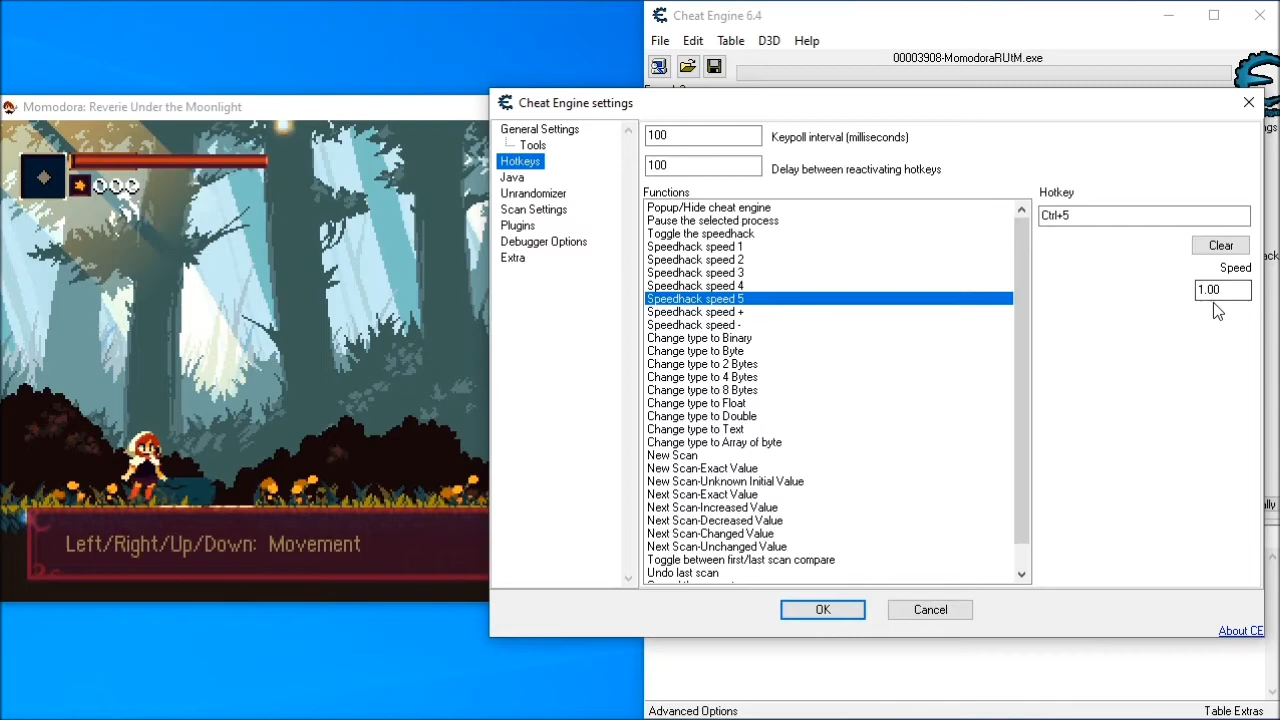 Cheat Engine 6.4
File Edit Table D3D Help
00003908-MomodoraRUtM.exe
Momodora: Reverie Under the Moonlight
000
Left/Right/Up/Down: Movement
Cheat Engine settings
General Settings
Tools
Hotkeys
Java
Unrandomizer
Scan Settings
Plugins
Debugger Options
Extra
100 Keypoll interval (milliseconds)
100 Delay between reactivating hotkeys
Functions
Popup/Hide cheat engine
Pause the selected process
Toggle the speedhack
Speedhack speed 1
Speedhack speed 2
Speedhack speed 3
Speedhack speed 4
Speedhack speed 5
Speedhack speed +
Speedhack speed -
Change type to Binary
Change type to Byte
Change type to 2 Bytes
Change type to 4 Bytes
Change type to 8 Bytes
Change type to Float
Change type to Double
Change type to Text
Change type to Array of byte
New Scan
New Scan-Exact Value
New Scan-Unknown Initial Value
Next Scan-Exact Value
Next Scan-Increased Value
Next Scan-Decreased Value
Next Scan-Changed Value
Next Scan-Unchanged Value
Toggle between first/last scan compare
Undo last scan
Hotkey
Ctrl+5
Clear
Speed
1.00
OK
Cancel
About CE
Advanced Options
Table Extras